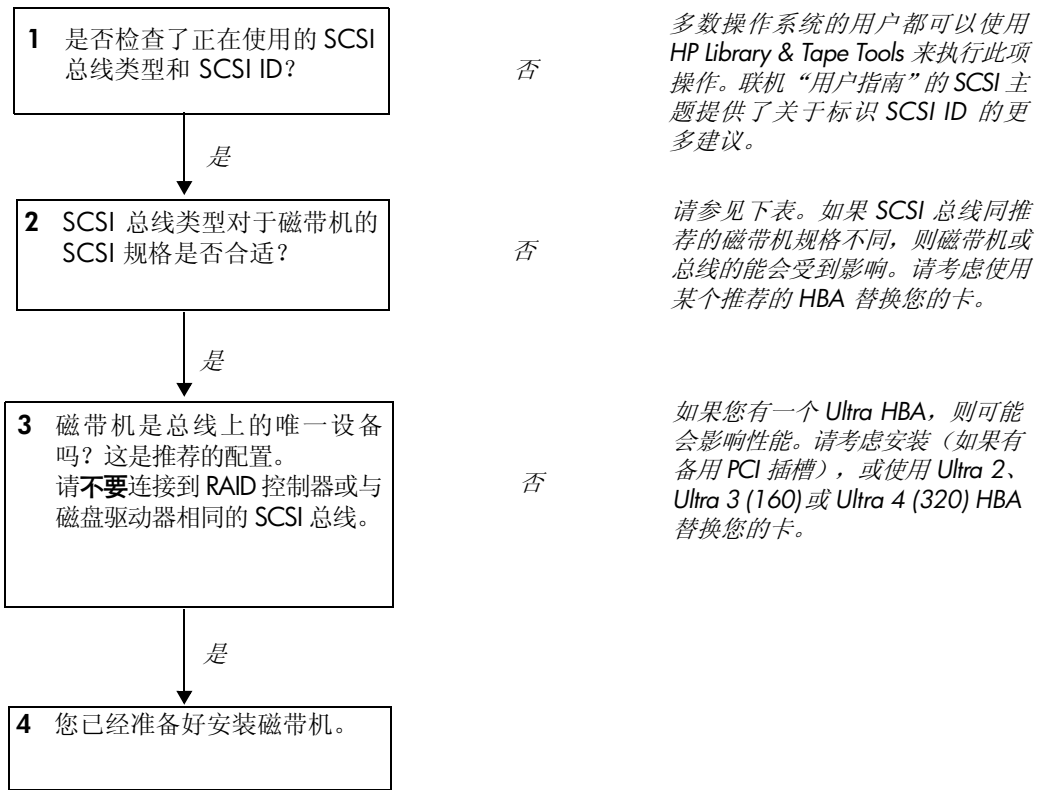 1 是否检查了正在使用的 SCSI
总线类型和 SCSI ID？
否
多数操作系统的用户都可以使用
HP Library & Tape Tools 来执行此项
操作。联机“用户指南”的 SCSI 主
题提供了关于标识 SCSI ID 的更
多建议。
是
2 SCSI 总线类型对于磁带机的
SCSI 规格是否合适？
否
请参见下表。如果 SCSI 总线同推
荐的磁带机规格不同，则磁带机或
总线的能会受到影响。请考虑使用
某个推荐的 HBA 替换您的卡。
是
3 磁带机是总线上的唯一设备
吗？这是推荐的配置。
请不要连接到 RAID 控制器或与
磁盘驱动器相同的 SCSI 总线。
否
如果您有一个 Ultra HBA，则可能
会影响性能。请考虑安装（如果有
备用 PCI 插槽），或使用 Ultra 2、
Ultra 3 (160)或 Ultra 4 (320) HBA
替换您的卡。
是
4 您已经准备好安装磁带机。